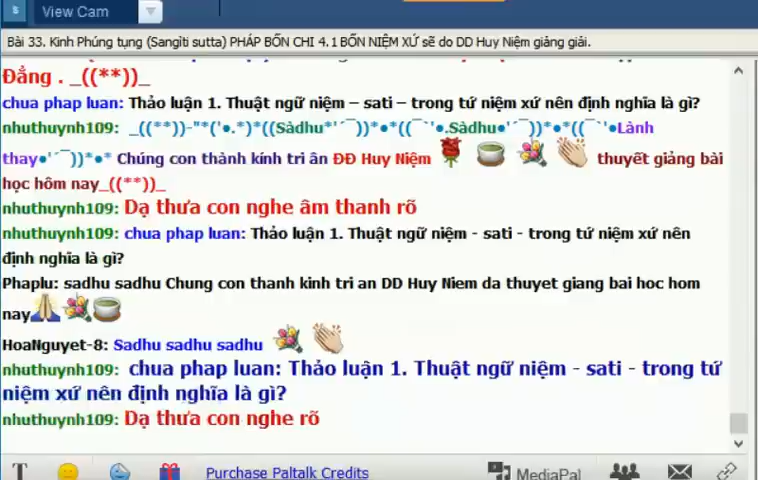 View Cam
Bài 33. Kinh Phúng tụng (Sangìti sutta) PHÁP BỐN CHI 4.1 BỐN NIỆM XỨ sẽ do DD Huy Niệm giảng giải.
Đẳng . _((**))_
chua phap luan: Thảo luận 1. Thuật ngữ niệm – sati – trong tứ niệm xứ nên định nghĩa là gì?
nhuthuynh109: _((**))-"*('•.*)*((Sàdhu*'´¯))*•*((¯`'•.Sàdhu•'´¯))*•*((¯`'•Lành
thay•'´¯))*•* Chúng con thành kính tri ân ĐĐ Huy Niệm thuyết giảng bài
học hôm nay_((**))_
nhuthuynh109: Dạ thưa con nghe âm thanh rõ
nhuthuynh109: chua phap luan: Thảo luận 1. Thuật ngữ niệm - sati - trong tứ niệm xứ nên
định nghĩa là gì?
Phaplu: sadhu sadhu Chung con thanh kinh tri an DD Huy Niem da thuyet giang bai hoc hom
nay
HoaNguyet-8: Sadhu sadhu sadhu
nhuthuynh109: chua phap luan: Thảo luận 1. Thuật ngữ niệm - sati - trong tứ
niệm xứ nên định nghĩa là gì?
nhuthuynh109: Dạ thưa con nghe rõ
T Purchase Paltalk Credits MediaPal